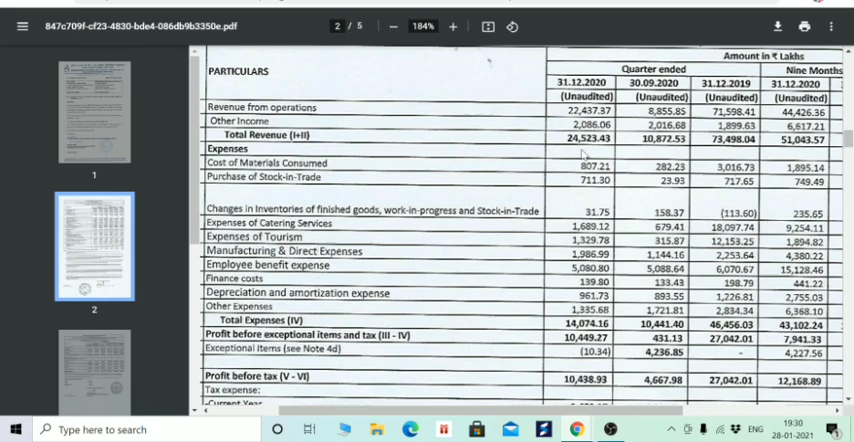 847c709f-cf23-4830-bde4-086db9b3350e.pdf 2 / 5 — 184% +
Amount in ₹ Lakhs
PARTICULARS Quarter ended Nine Months
31.12.2020 30.09.2020 31.12.2019 31.12.2020
(Unaudited) (Unaudited) (Unaudited) (Unaudited)
Revenue from operations 22,437.37 8,855.85 71,598.41 44,426.36
Other Income 2,086.06 2,016.68 1,899.63 6,617.21
Total Revenue (I+II) 24,523.43 10,872.53 73,498.04 51,043.57
Expenses
Cost of Materials Consumed 807.21 282.23 3,016.73 1,895.14
Purchase of Stock-in-Trade 711.30 23.93 717.65 749.49
Changes in Inventories of finished goods, work-in-progress and Stock-in-Trade 31.75 158.37 (113.60) 235.65
Expenses of Catering Services 1,689.12 679.41 18,097.74 9,254.11
Expenses of Tourism 1,329.78 315.87 12,153.25 1,894.82
Manufacturing & Direct Expenses 1,986.99 1,144.16 2,253.64 4,380.22
Employee benefit expense 5,080.80 5,088.64 6,070.67 15,128.46
Finance costs 139.80 133.43 198.79 441.22
Depreciation and amortization expense 961.73 893.55 1,226.81 2,755.03
Other Expenses 1,335.68 1,721.81 2,834.34 6,368.10
Total Expenses (IV) 14,074.16 10,441.40 46,456.03 43,102.24
Profit before exceptional items and tax (III - IV) 10,449.27 431.13 27,042.01 7,941.33
Exceptional Items (see Note 4d) (10.34) 4,236.85 - 4,227.56
Profit before tax (V - VI) 10,438.93 4,667.98 27,042.01 12,168.89
Tax expense:
-Current Year
1
2
Type here to search
ENG
19:30
28-01-2021